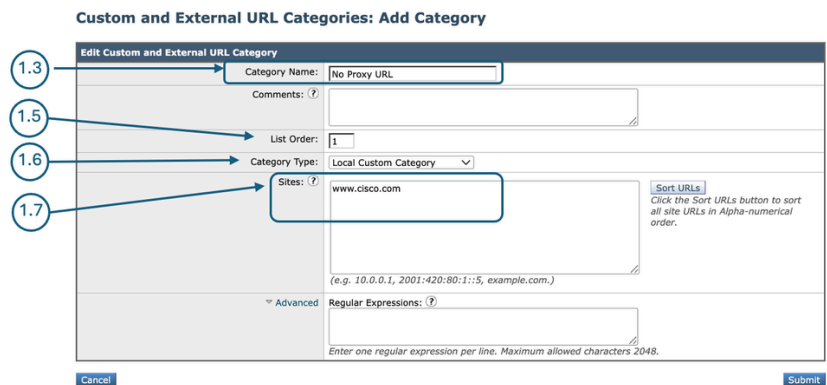 Custom and External URL Categories: Add Category
Edit Custom and External URL Category
1.3
Category Name: No Proxy URL
Comments: ?
1.5
List Order: 1
1.6
Category Type: Local Custom Category
1.7
Sites: ?
www.cisco.com
Sort URLs
Click the Sort URLs button to sort
all site URLs in Alpha-numerical
order.
(e.g. 10.0.0.1, 2001:420:80:1::5, example.com.)
Advanced
Regular Expressions: ?
Enter one regular expression per line. Maximum allowed characters 2048.
Cancel
Submit